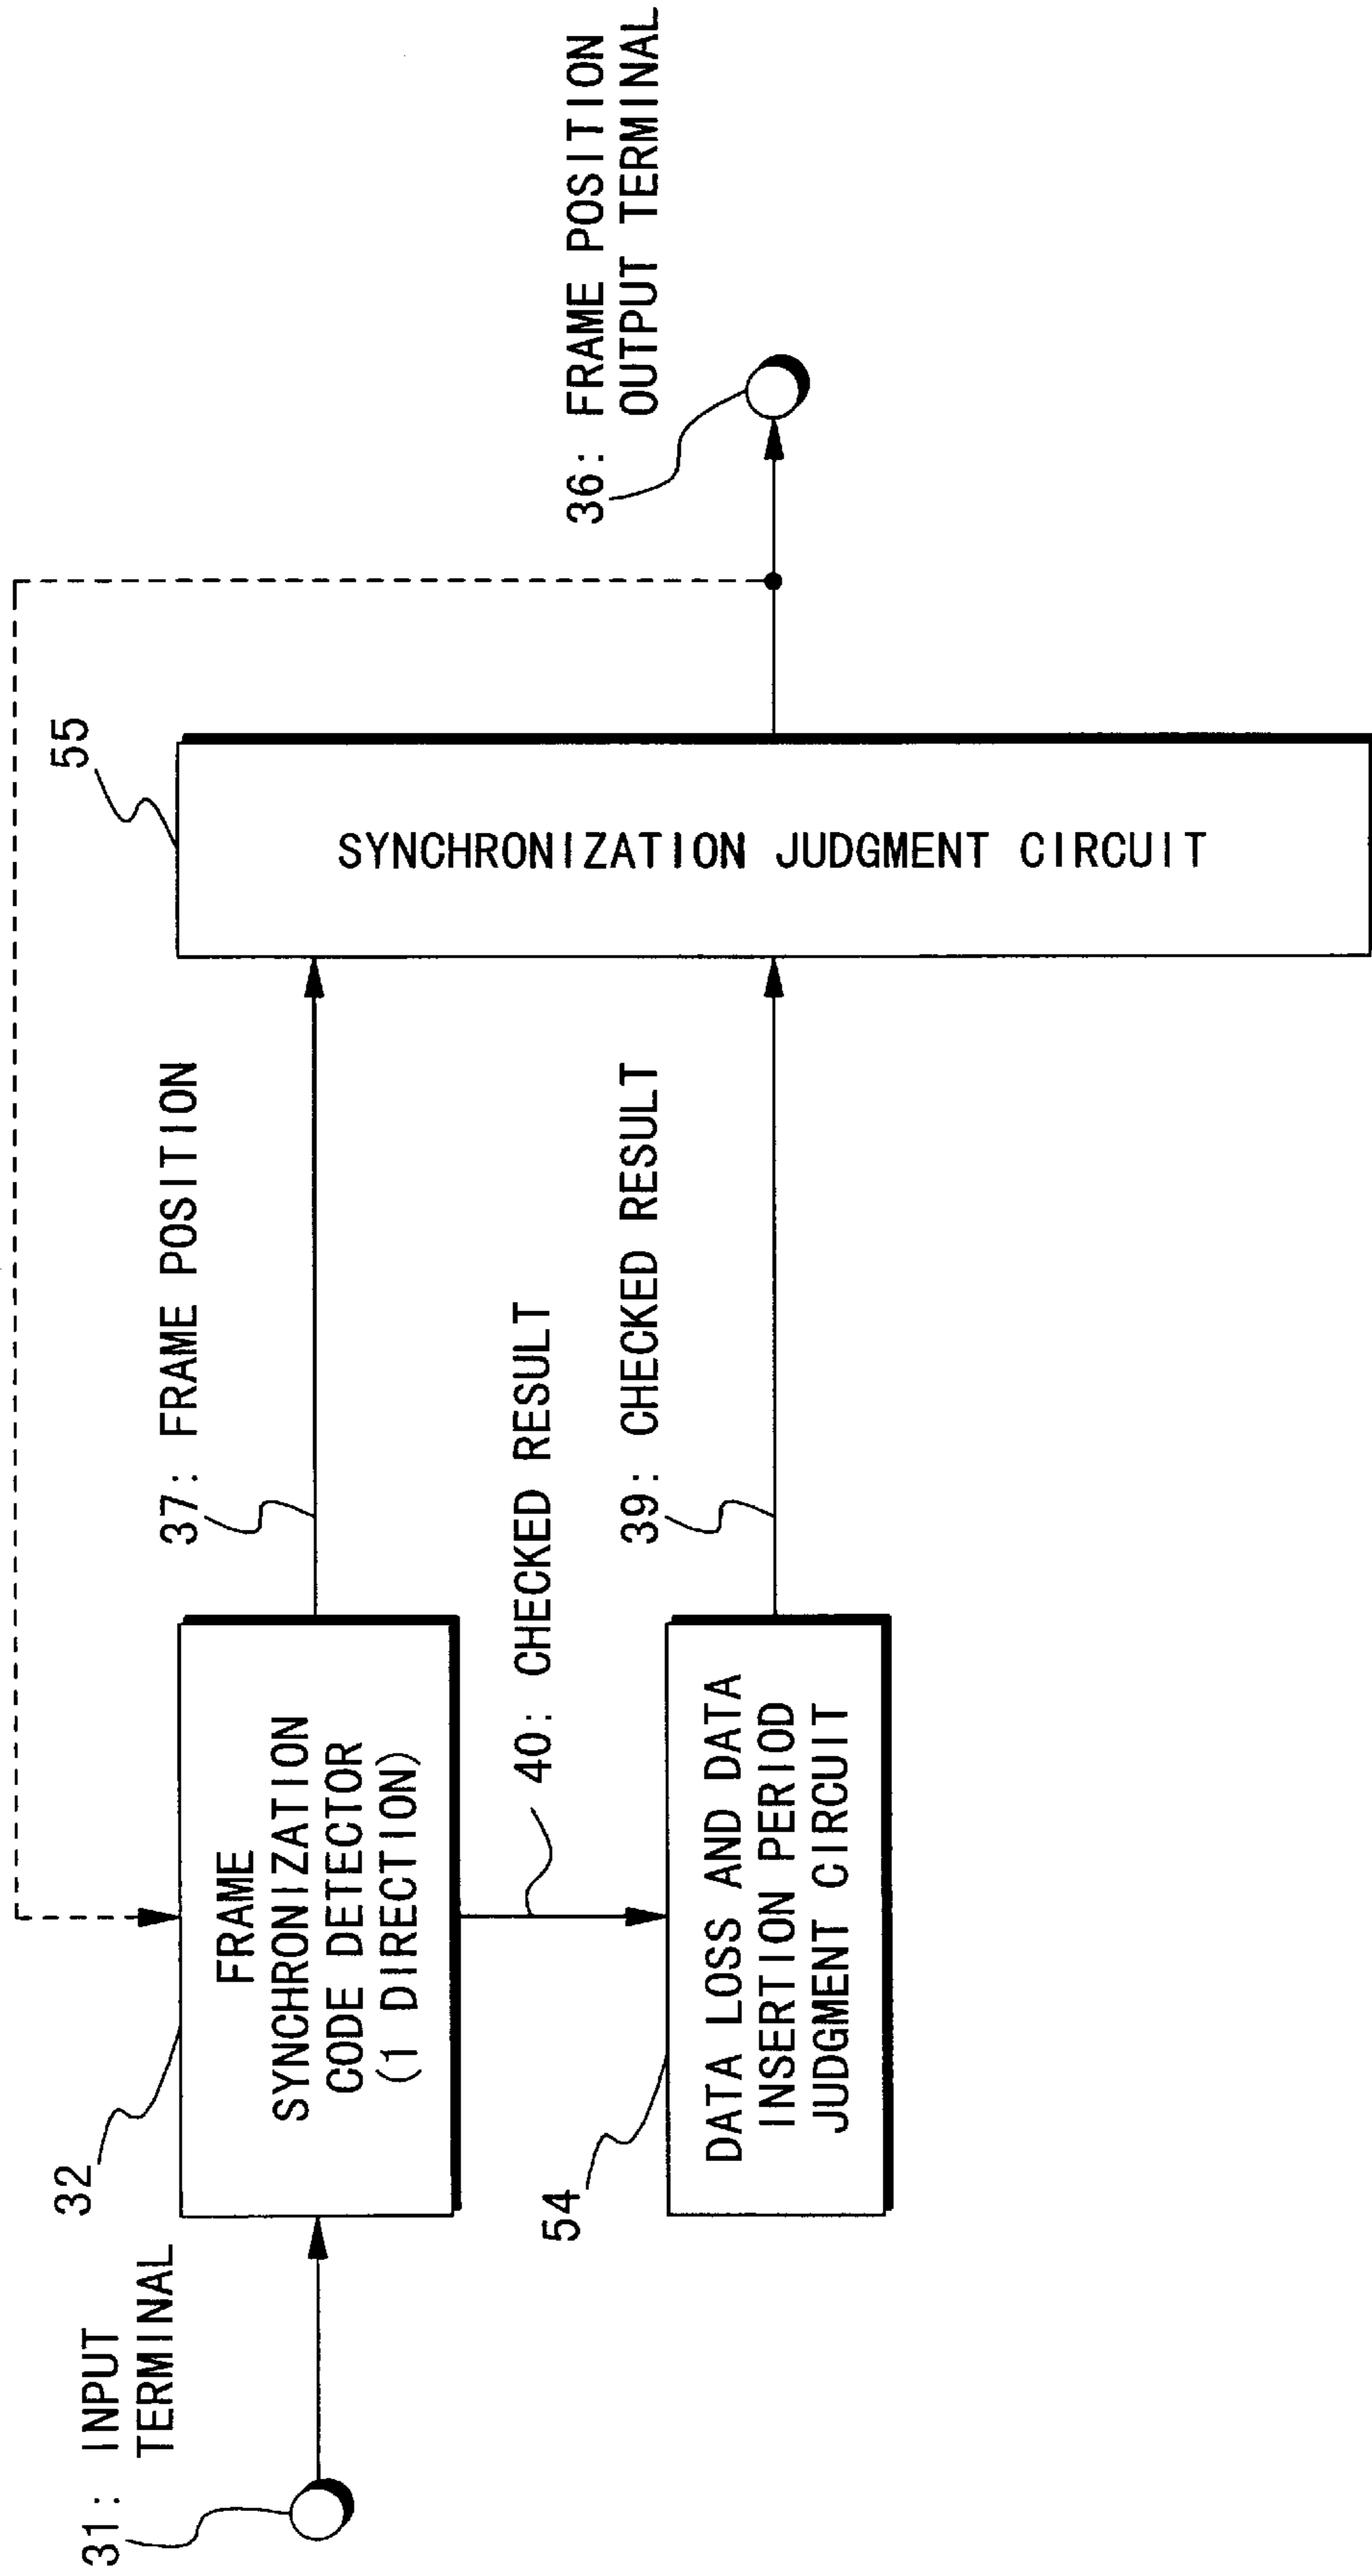 31: INPUT
TERMINAL
32
FRAME
SYNCHRONIZATION
CODE DETECTOR
(1 DIRECTION)
37: FRAME POSITION
40: CHECKED RESULT
54
DATA LOSS AND DATA
INSERTION PERIOD
JUDGMENT CIRCUIT
39: CHECKED RESULT
55
SYNCHRONIZATION JUDGMENT CIRCUIT
36: FRAME POSITION
OUTPUT TERMINAL